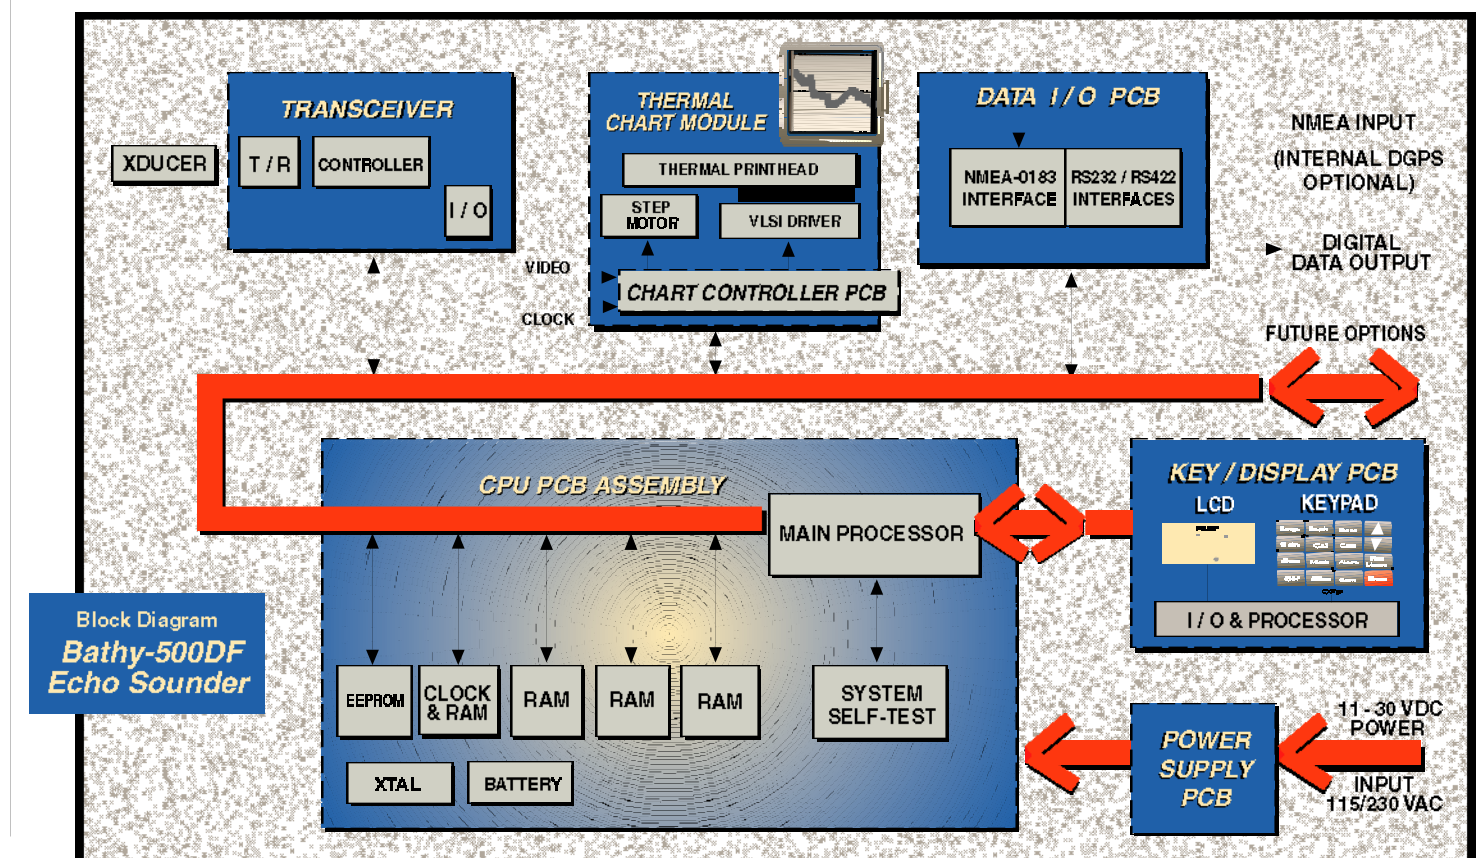 TRANSCEIVER
XDUCER
T / R
CONTROLLER
I / O
THERMAL
CHART MODULE
THERMAL PRINTHEAD
STEP
MOTOR
VLSI DRIVER
VIDEO
CHART CONTROLLER PCB
CLOCK
DATA I / O PCB
NMEA-0183
INTERFACE
RS232 / RS422
INTERFACES
NMEA INPUT
(INTERNAL DGPS
OPTIONAL)
DIGITAL
DATA OUTPUT
FUTURE OPTIONS
CPU PCB ASSEMBLY
MAIN PROCESSOR
EEPROM
CLOCK
& RAM
RAM
RAM
RAM
SYSTEM
SELF-TEST
XTAL
BATTERY
KEY / DISPLAY PCB
LCD
KEYPAD
I / O & PROCESSOR
Block Diagram
Bathy-500DF
Echo Sounder
POWER
SUPPLY
PCB
11 - 30 VDC
POWER
INPUT
115/230 VAC